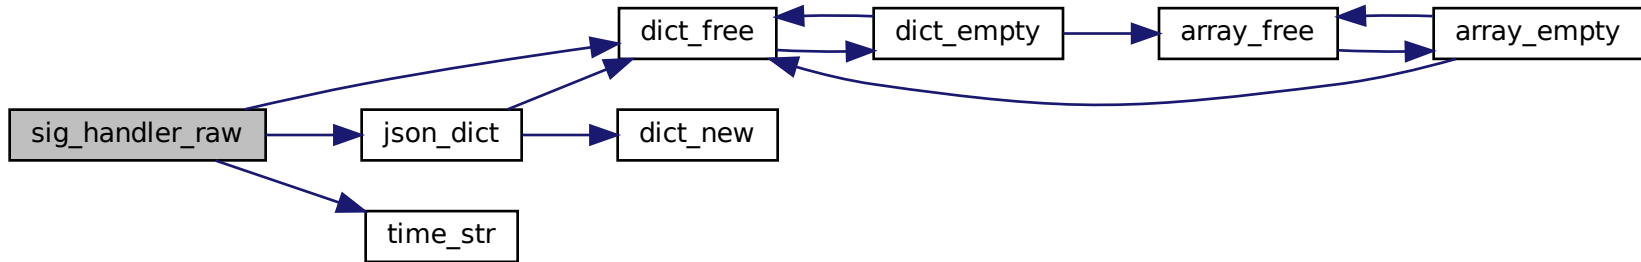 dict_free
dict_empty
array_free
array_empty
sig_handler_raw
json_dict
dict_new
time_str